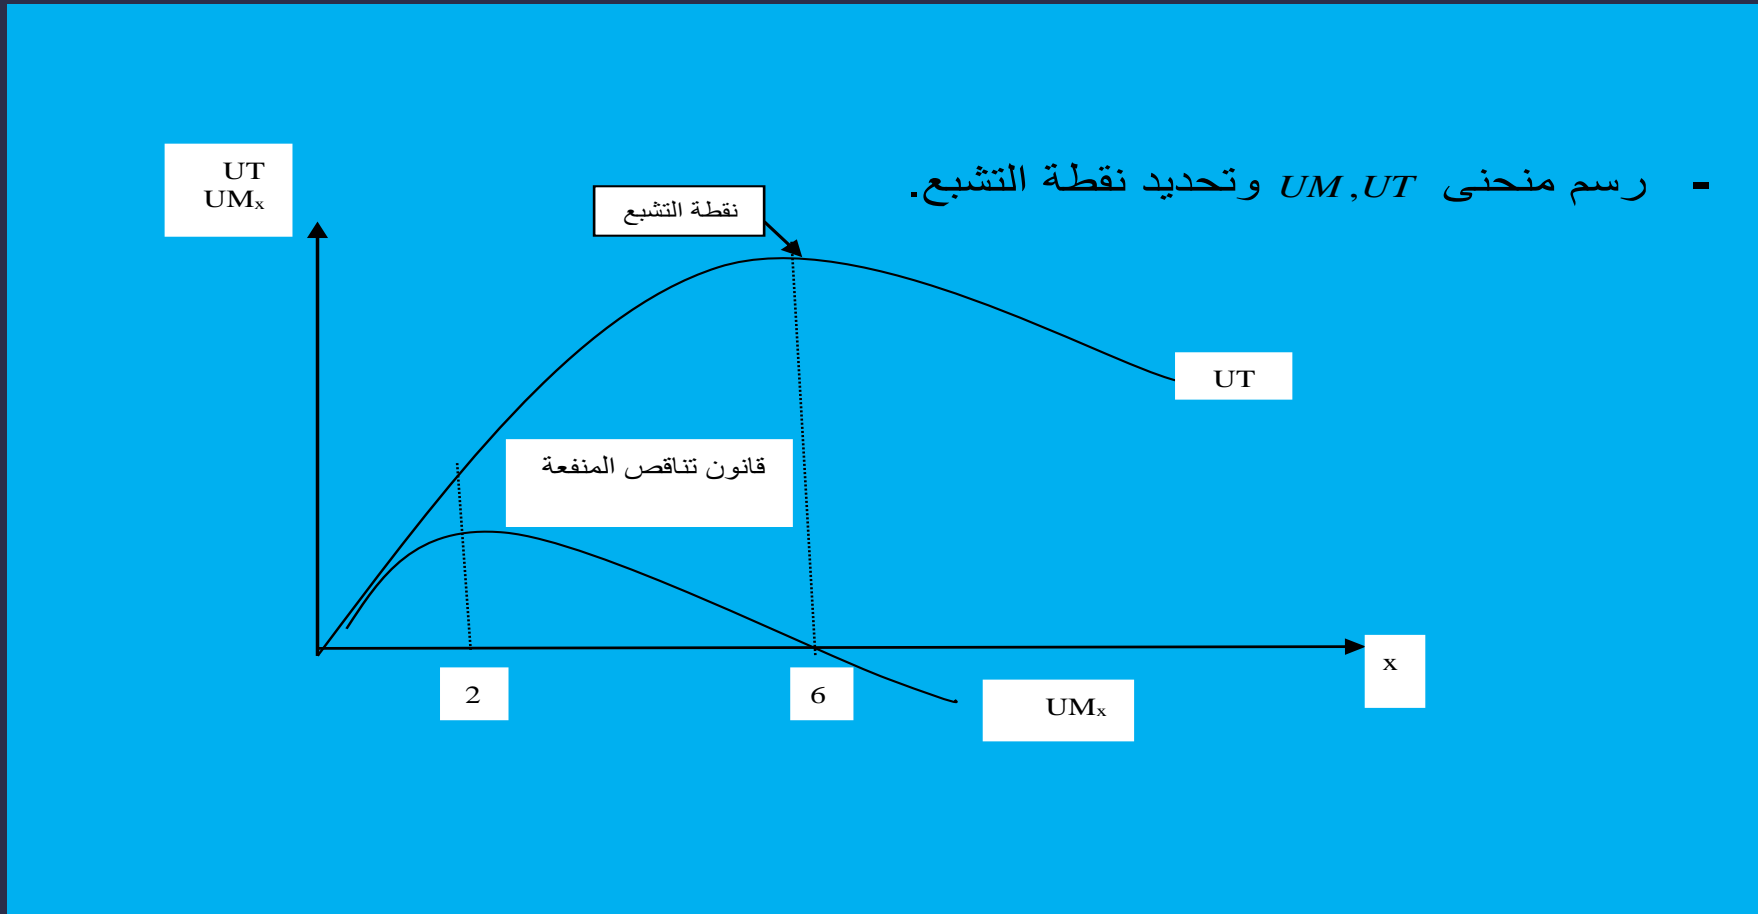 - رسم منحنى UM,UT وتحديد نقطة التشبع.
UT
UMx
نقطة التشبع
UT
قانون تناقص المنفعة
x
2
6
UMx